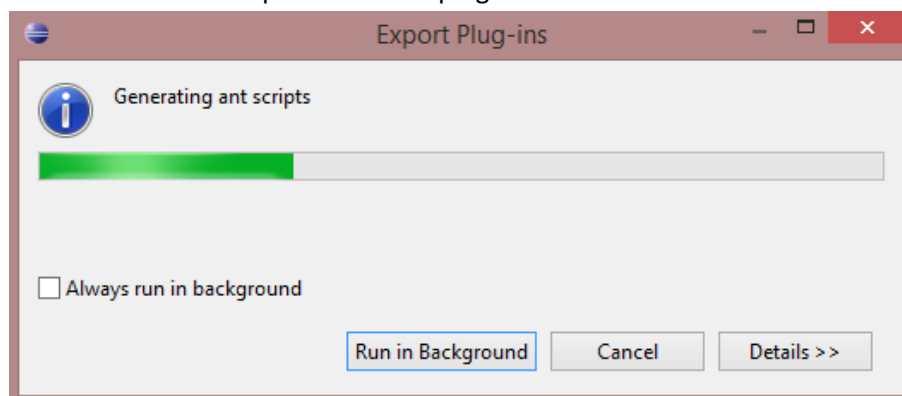 Export Plug-ins
Generating ant scripts
Always run in background
Run in Background
Cancel
Details >>